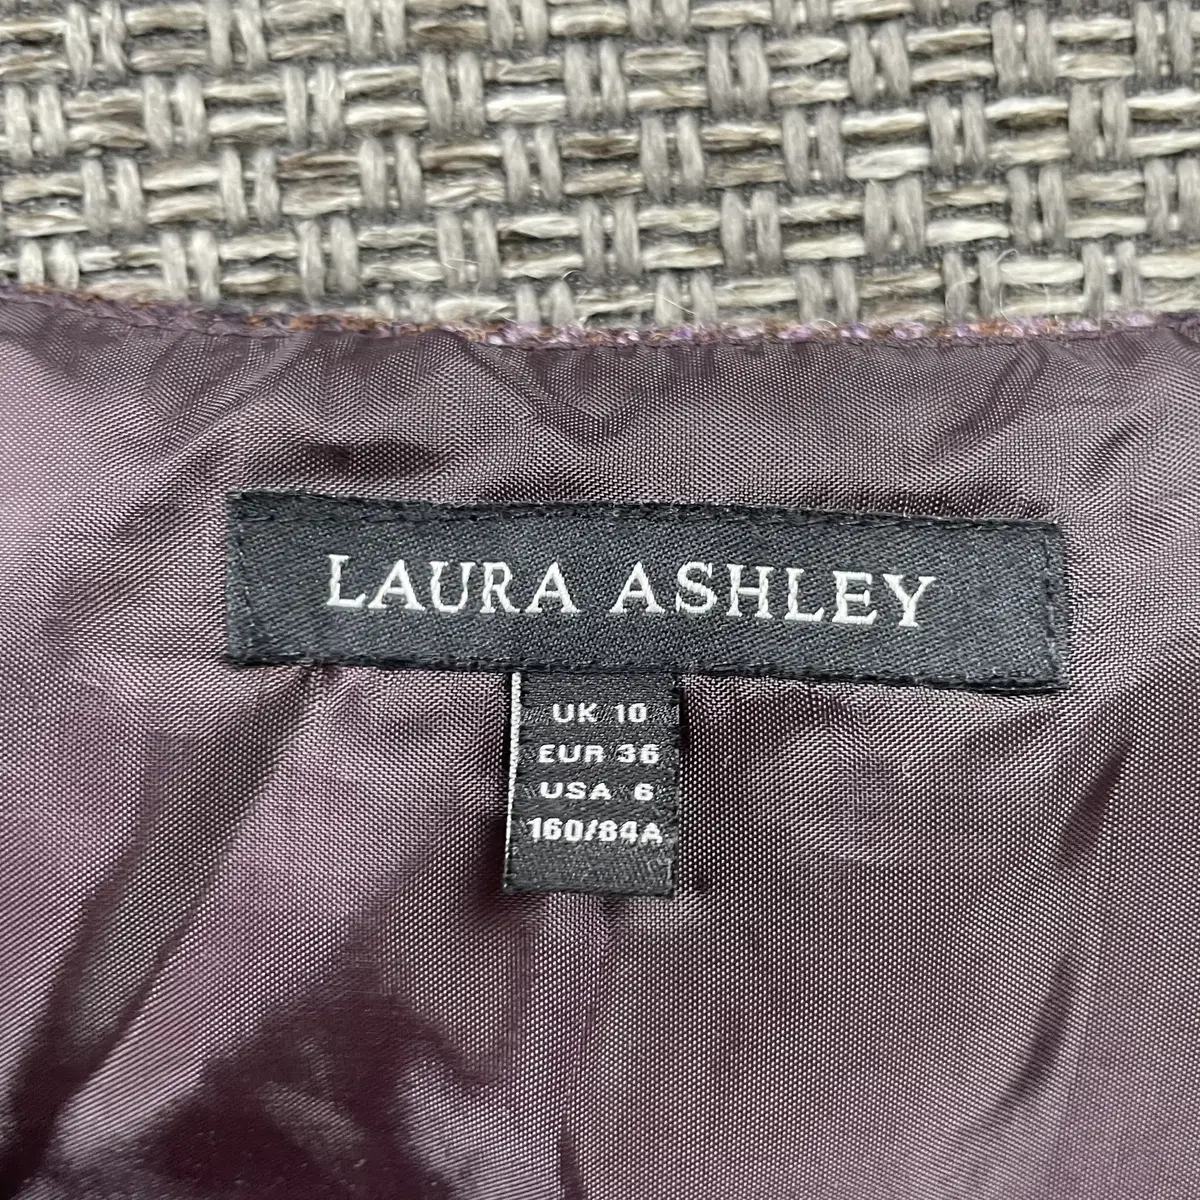 LAURA ASHLEY
UK 10
EUR 36
USA 6
160/84A